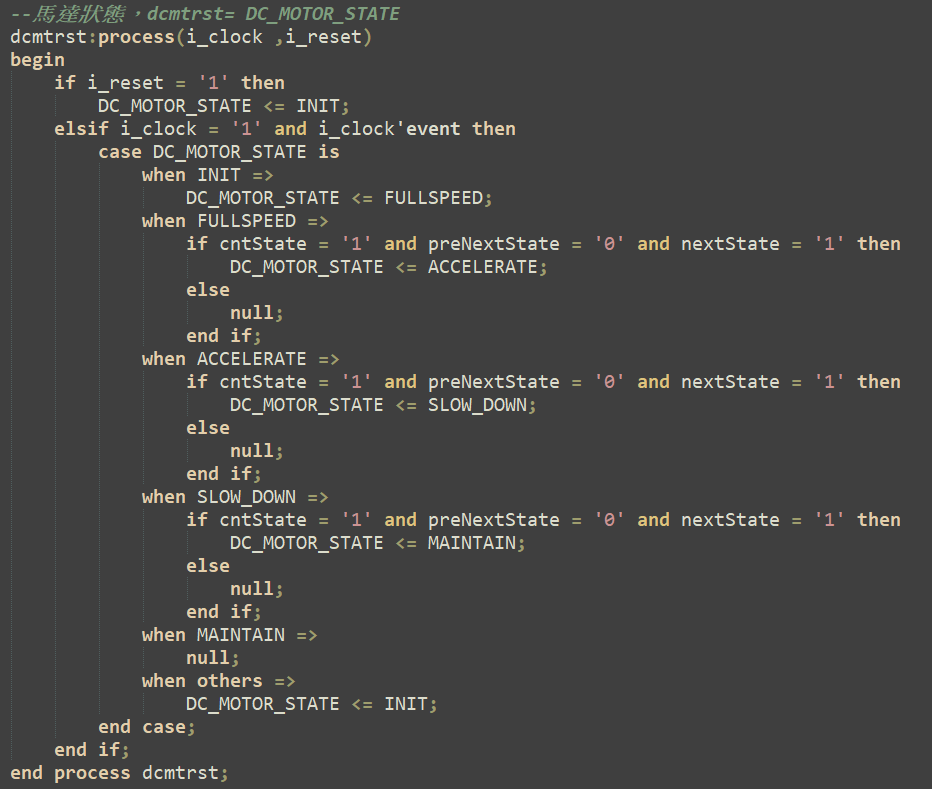 --馬達狀態，dcmtrst= DC_MOTOR_STATE
dcmtrst:process(i_clock ,i_reset)
begin
    if i_reset = '1' then
        DC_MOTOR_STATE <= INIT;
    elsif i_clock = '1' and i_clock'event then
        case DC_MOTOR_STATE is
            when INIT =>
                DC_MOTOR_STATE <= FULLSPEED;
            when FULLSPEED =>
                if cntState = '1' and preNextState = '0' and nextState = '1' then
                    DC_MOTOR_STATE <= ACCELERATE;
                else
                    null;
                end if;
            when ACCELERATE =>
                if cntState = '1' and preNextState = '0' and nextState = '1' then
                    DC_MOTOR_STATE <= SLOW_DOWN;
                else
                    null;
                end if;
            when SLOW_DOWN =>
                if cntState = '1' and preNextState = '0' and nextState = '1' then
                    DC_MOTOR_STATE <= MAINTAIN;
                else
                    null;
                end if;
            when MAINTAIN =>
                null;
            when others =>
                DC_MOTOR_STATE <= INIT;
        end case;
    end if;
end process dcmtrst;